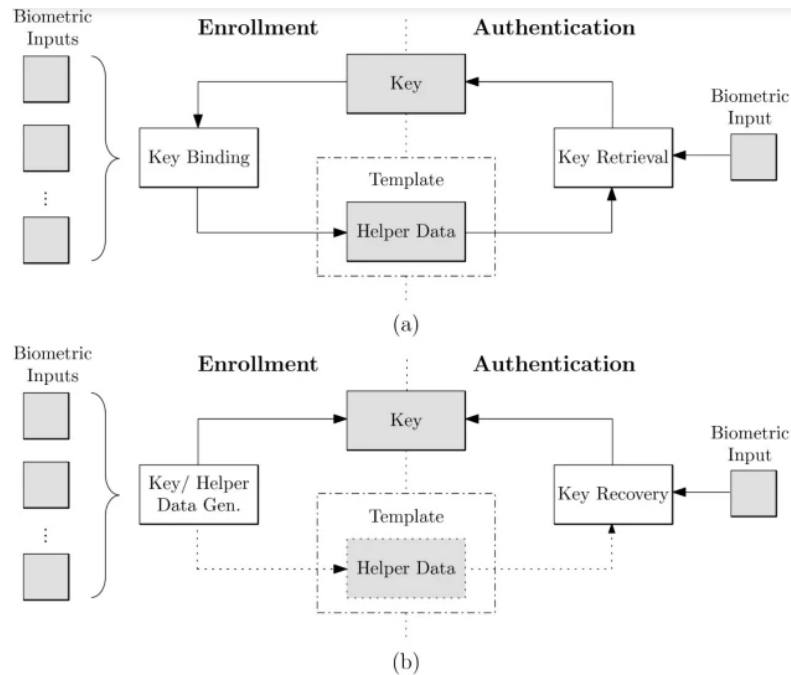 Biometric
Inputs
Enrollment
Authentication
Key
Biometric
Input
Key Binding
Key Retrieval
Template
Helper Data
⋮
(a)
Biometric
Inputs
Enrollment
Authentication
Key
Biometric
Input
Key/ Helper
Data Gen.
Key Recovery
Template
Helper Data
⋮
(b)